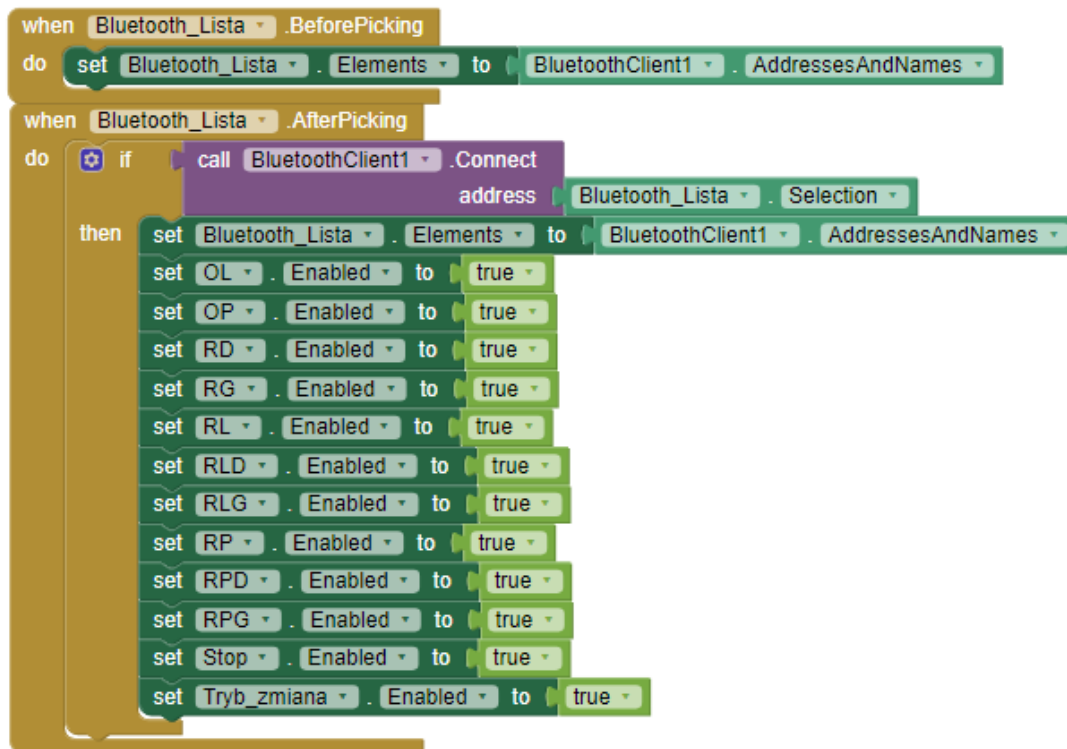 when Bluetooth_Lista .BeforePicking
do set Bluetooth_Lista . Elements to BluetoothClient1 . AddressesAndNames
when Bluetooth_Lista .AfterPicking
do if call BluetoothClient1 .Connect
address Bluetooth_Lista . Selection
then set Bluetooth_Lista . Elements to BluetoothClient1 . AddressesAndNames
set OL . Enabled to true
set OP . Enabled to true
set RD . Enabled to true
set RG . Enabled to true
set RL . Enabled to true
set RLD . Enabled to true
set RLG . Enabled to true
set RP . Enabled to true
set RPD . Enabled to true
set RPG . Enabled to true
set Stop . Enabled to true
set Tryb_zmiana . Enabled to true